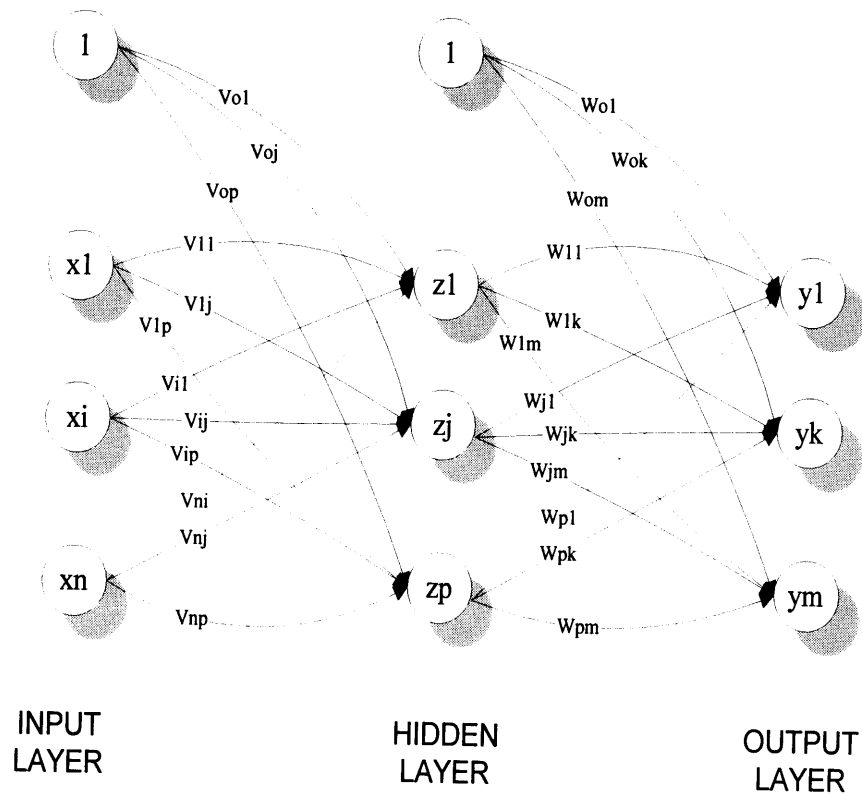 1
1
Vo1
Wo1
Voj
Wok
Vop
Wom
x1
V11
z1
W11
y1
V1j
W1k
V1p
W1m
Vi1
Wj1
xi
Vij
zj
Wjk
yk
Vip
Wjm
Vni
Wp1
Vnj
Wpk
xn
zp
ym
Vnp
Wpm
INPUT
LAYER
HIDDEN
LAYER
OUTPUT
LAYER